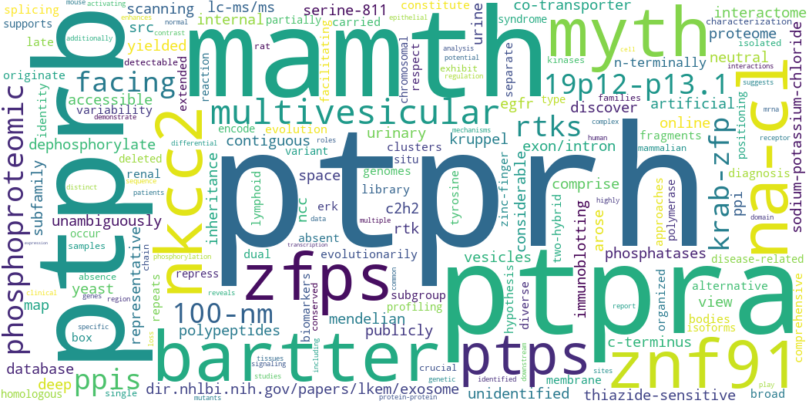 splicing
supports
late
originate
scanning
lc-ms/ms
internal
partially
carried
serine-811
src
yielded
constitute
syndrome
mouse
activating
enhances
epithelial
normal
additionally
contrast
rat
detectable
urine
co-transporter
interactome
proteome
neutral
characterization
isolated
n-terminally
kinases
analysis
potential
cell
regulation
interactions
suggests
mrna
receptor
mamth
myth
facing
accessible
variability
demonstrate
extended
reaction
chromosomal
respect
facilitating
exhibit
separate
egfr
type
families
discover
artificial
19p12-p13.1
multivesicular
rtks
online
phosphoproteomic
identity
dephosphorylate
deleted
renal
sequence
patients
subfamily
unambiguously
ptprb
nkcc2
contiguous
encode
differential
evolution
variant
roles
clusters
situ
genomes
urinary
kruppel
exon/intron
considerable
zinc-finger
human
complex
mammalian
fragments
positioning
polymerase
approaches
krab-zfp
ppi
diagnosis
domain
na-cl
sodium-potassium-chloride
inheritance
lymphoid
space
erk
ncc
data
absent
library
c2h2
rtk
multiple
tyrosine
ptprh
comprise
two-hybrid
arose
highly
phosphatases
disease-related
occur
samples
absence
representative
chain
distinct
phosphorylation
reveals
repress
dual
transcription
evolutionarily
zfps
common
vesicles
hypothesis
immunoblotting
ptpra
alternative
view
report
organized
bodies
isoforms
comprehensive
yeast
map
genes
region
repeats
specific
box
clinical
loss
100-nm
polypeptides
biomarkers
conserved
mendelian
subgroup
profiling
publicly
diverse
c-terminus
database
deep
homologous
single
ppis
mutants
bartter
tissues
signaling
studies
including
genetic
crucial
downstream
identified
mechanisms
ptps
membrane
sites
play
znf91
dir.nhlbi.nih.gov/papers/lkem/exosome
protein-protein
unidentified
thiazide-sensitive
broad